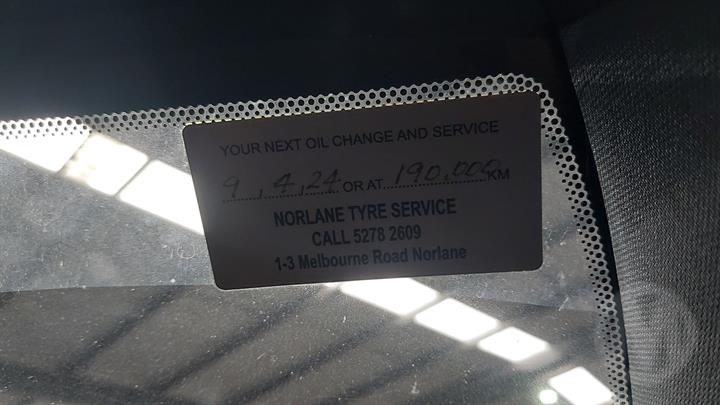 YOUR NEXT OIL CHANGE AND SERVICE
9, 4, 24 OR AT 190,000 KM
NORLANE TYRE SERVICE
CALL 5278 2609
1-3 Melbourne Road Norlane